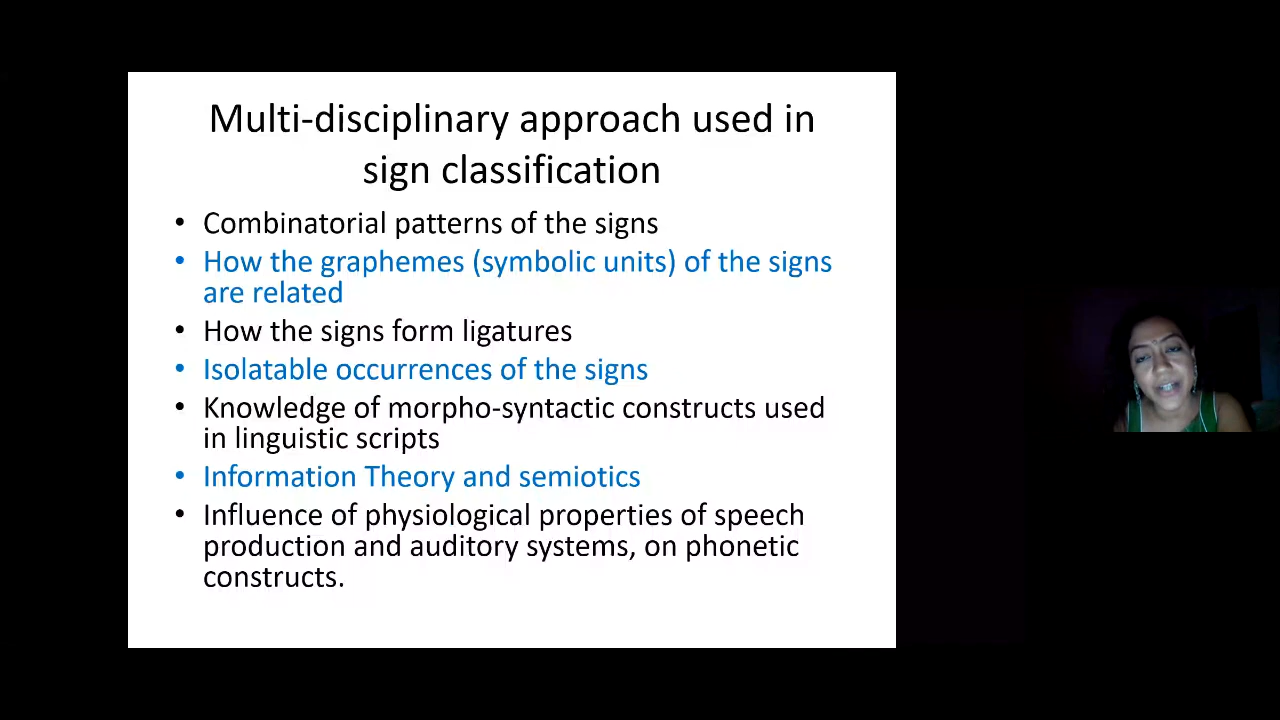 Multi-disciplinary approach used in
sign classification
• Combinatorial patterns of the signs
• How the graphemes (symbolic units) of the signs
are related
• How the signs form ligatures
• Isolatable occurrences of the signs
• Knowledge of morpho-syntactic constructs used
in linguistic scripts
• Information Theory and semiotics
• Influence of physiological properties of speech
production and auditory systems, on phonetic
constructs.